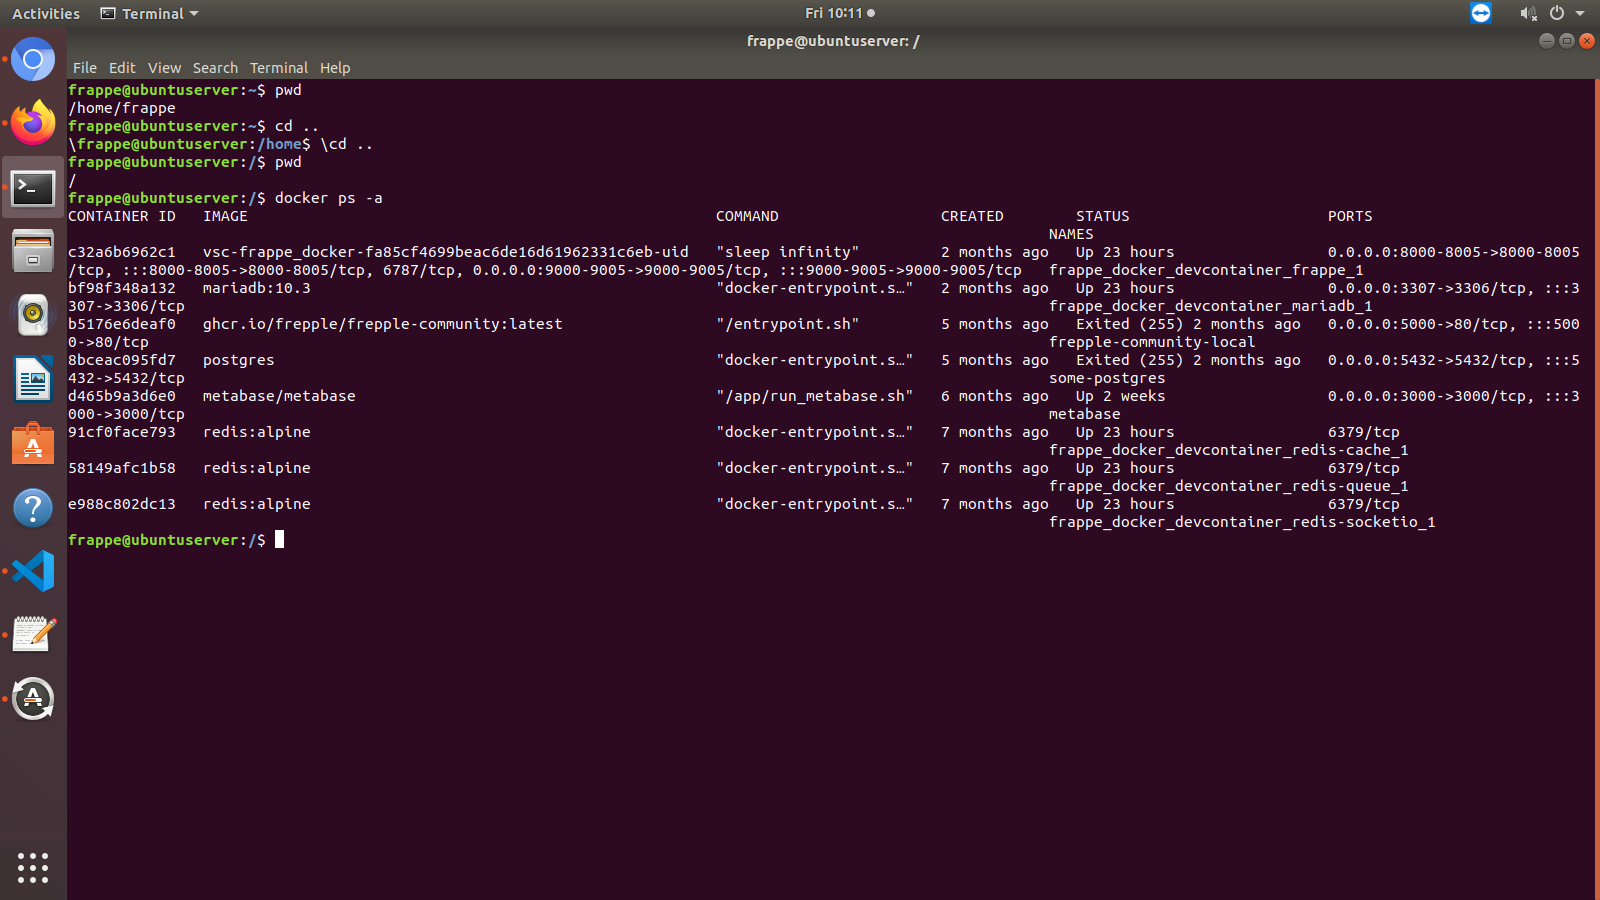 Activities Terminal Fri 10:11
frappe@ubuntuserver: /
File Edit View Search Terminal Help
frappe@ubuntuserver:~$ pwd
/home/frappe
frappe@ubuntuserver:~$ cd ..
\frappe@ubuntuserver:/home$ \cd ..
frappe@ubuntuserver:/$ pwd
/
frappe@ubuntuserver:/$ docker ps -a
CONTAINER ID IMAGE COMMAND CREATED STATUS PORTS
NAMES
c32a6b6962c1 vsc-frappe_docker-fa85cf4699beac6de16d61962331c6eb-uid "sleep infinity" 2 months ago Up 23 hours 0.0.0.0:8000-8005->8000-8005
/tcp, :::8000-8005->8000-8005/tcp, 6787/tcp, 0.0.0.0:9000-9005->9000-9005/tcp, :::9000-9005->9000-9005/tcp frappe_docker_devcontainer_frappe_1
bf98f348a132 mariadb:10.3 "docker-entrypoint.s…" 2 months ago Up 23 hours 0.0.0.0:3307->3306/tcp, :::3
307->3306/tcp frappe_docker_devcontainer_mariadb_1
b5176e6deaf0 ghcr.io/frepple/frepple-community:latest "/entrypoint.sh" 5 months ago Exited (255) 2 months ago 0.0.0.0:5000->80/tcp, :::500
0->80/tcp frepple-community-local
8bceac095fd7 postgres "docker-entrypoint.s…" 5 months ago Exited (255) 2 months ago 0.0.0.0:5432->5432/tcp, :::5
432->5432/tcp some-postgres
d465b9a3d6e0 metabase/metabase "/app/run_metabase.sh" 6 months ago Up 2 weeks 0.0.0.0:3000->3000/tcp, :::3
000->3000/tcp metabase
91cf0face793 redis:alpine "docker-entrypoint.s…" 7 months ago Up 23 hours 6379/tcp
frappe_docker_devcontainer_redis-cache_1
58149afc1b58 redis:alpine "docker-entrypoint.s…" 7 months ago Up 23 hours 6379/tcp
frappe_docker_devcontainer_redis-queue_1
e988c802dc13 redis:alpine "docker-entrypoint.s…" 7 months ago Up 23 hours 6379/tcp
frappe_docker_devcontainer_redis-socketio_1
frappe@ubuntuserver:/$